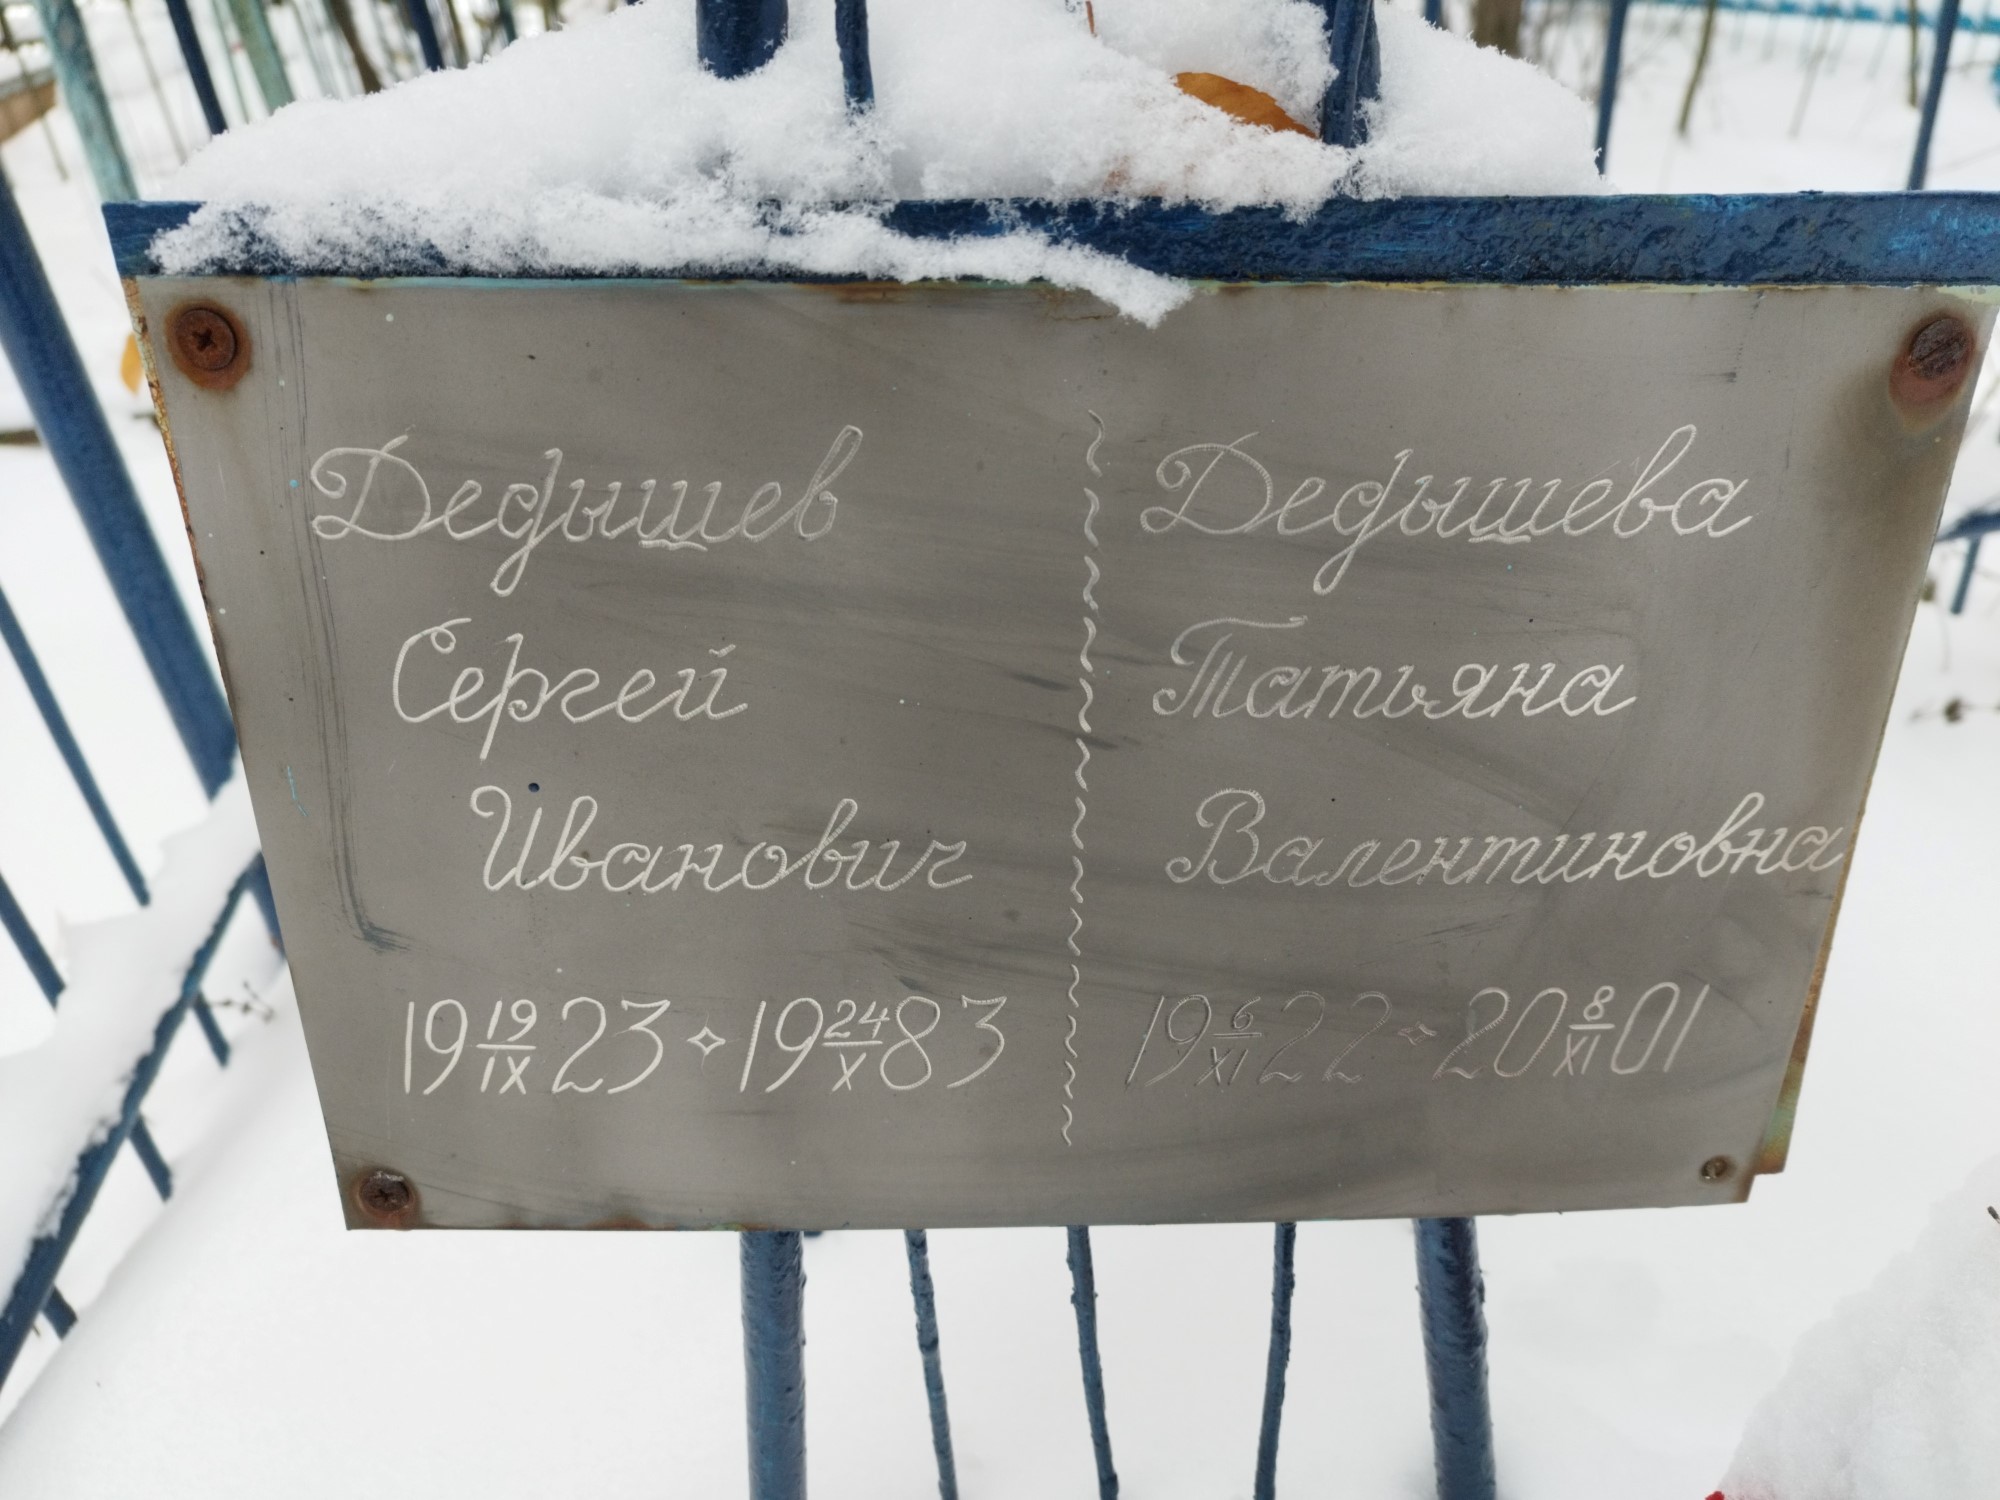 Дедышев
Сергей
Иванович
19 19/IX 23 ✧ 19 24/X 83
Дедышева
Татьяна
Валентиновна
19 6/XI 22 ✧ 20 8/XI 01